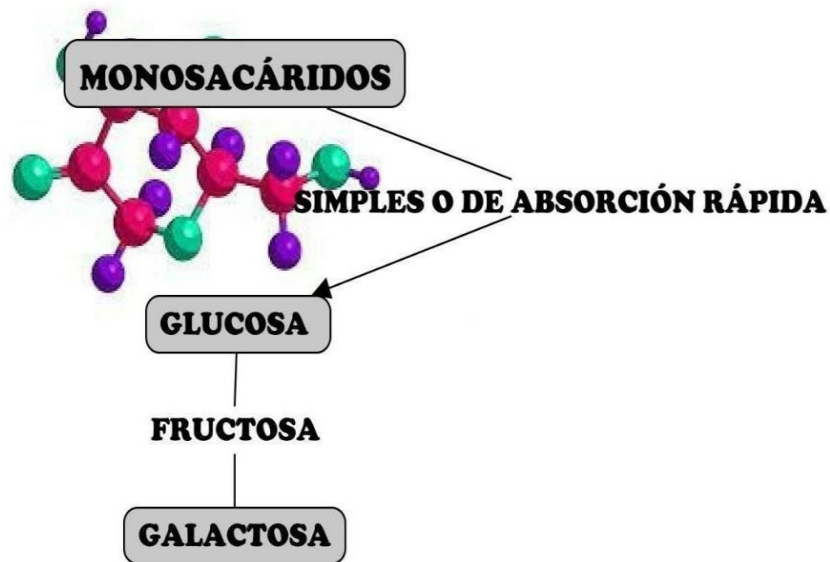 MONOSACÁRIDOS
SIMPLES O DE ABSORCIÓN RÁPIDA
GLUCOSA
FRUCTOSA
GALACTOSA